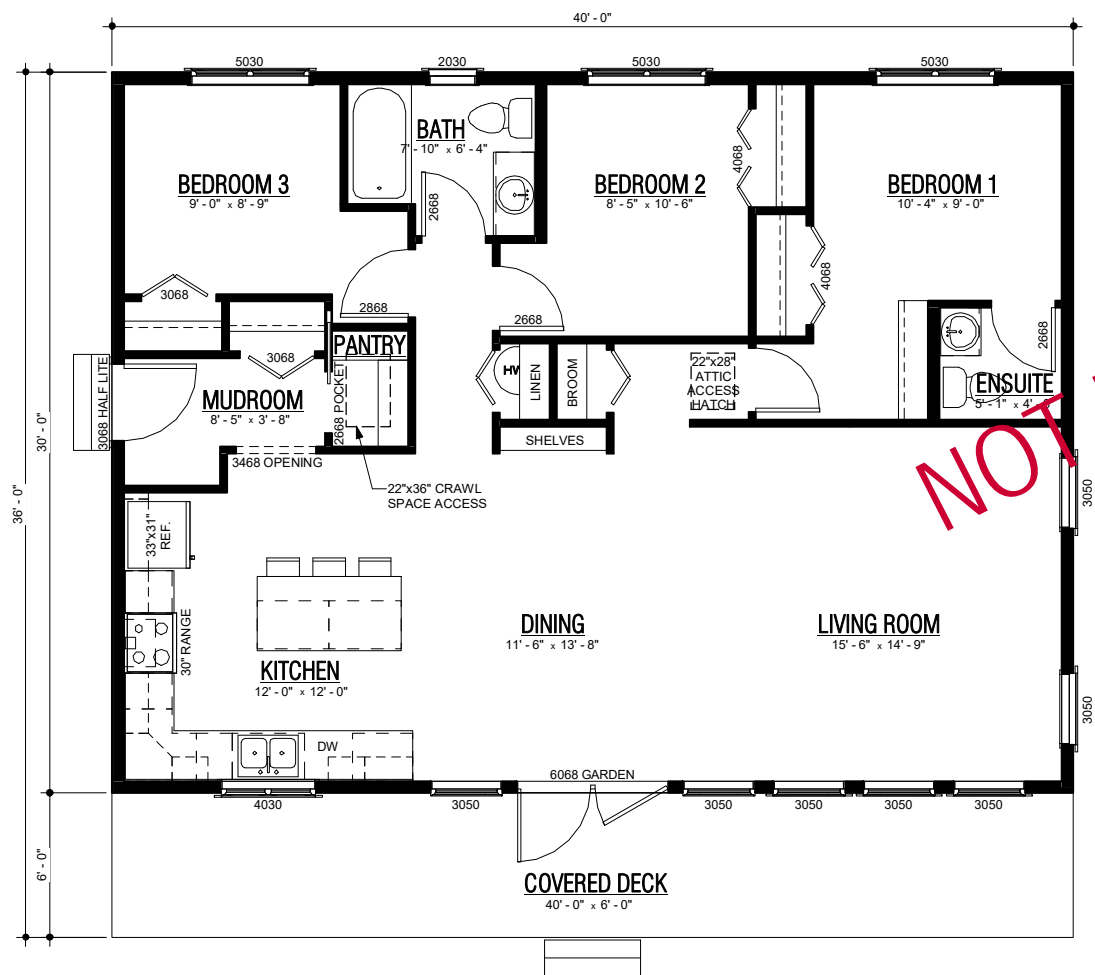 40' - 0"
5030
2030
5030
5030
BATH
7' - 10" x 6' - 4"
BEDROOM 3
9' - 0" x 8' - 9"
BEDROOM 2
8' - 5" x 10' - 6"
BEDROOM 1
10' - 4" x 9' - 0"
4068
2668
4068
3068
2868
2668
2668
3068
PANTRY
HW
LINEN
BROOM
22"x28"
ATTIC
ACCESS
HATCH
ENSUITE
5' - 1" x 4'
3068 HALF LITE
MUDROOM
8' - 5" x 3' - 8"
2668 POCKET
30' - 0"
36' - 0"
SHELVES
3468 OPENING
22"x36" CRAWL
SPACE ACCESS
NOT
3050
33"x31"
REF.
30" RANGE
DINING
11' - 6" x 13' - 8"
LIVING ROOM
15' - 6" x 14' - 9"
KITCHEN
12' - 0" x 12' - 0"
3050
DW
6068 GARDEN
4030
3050
3050
3050
3050
3050
6' - 0"
COVERED DECK
40' - 0" x 6' - 0"